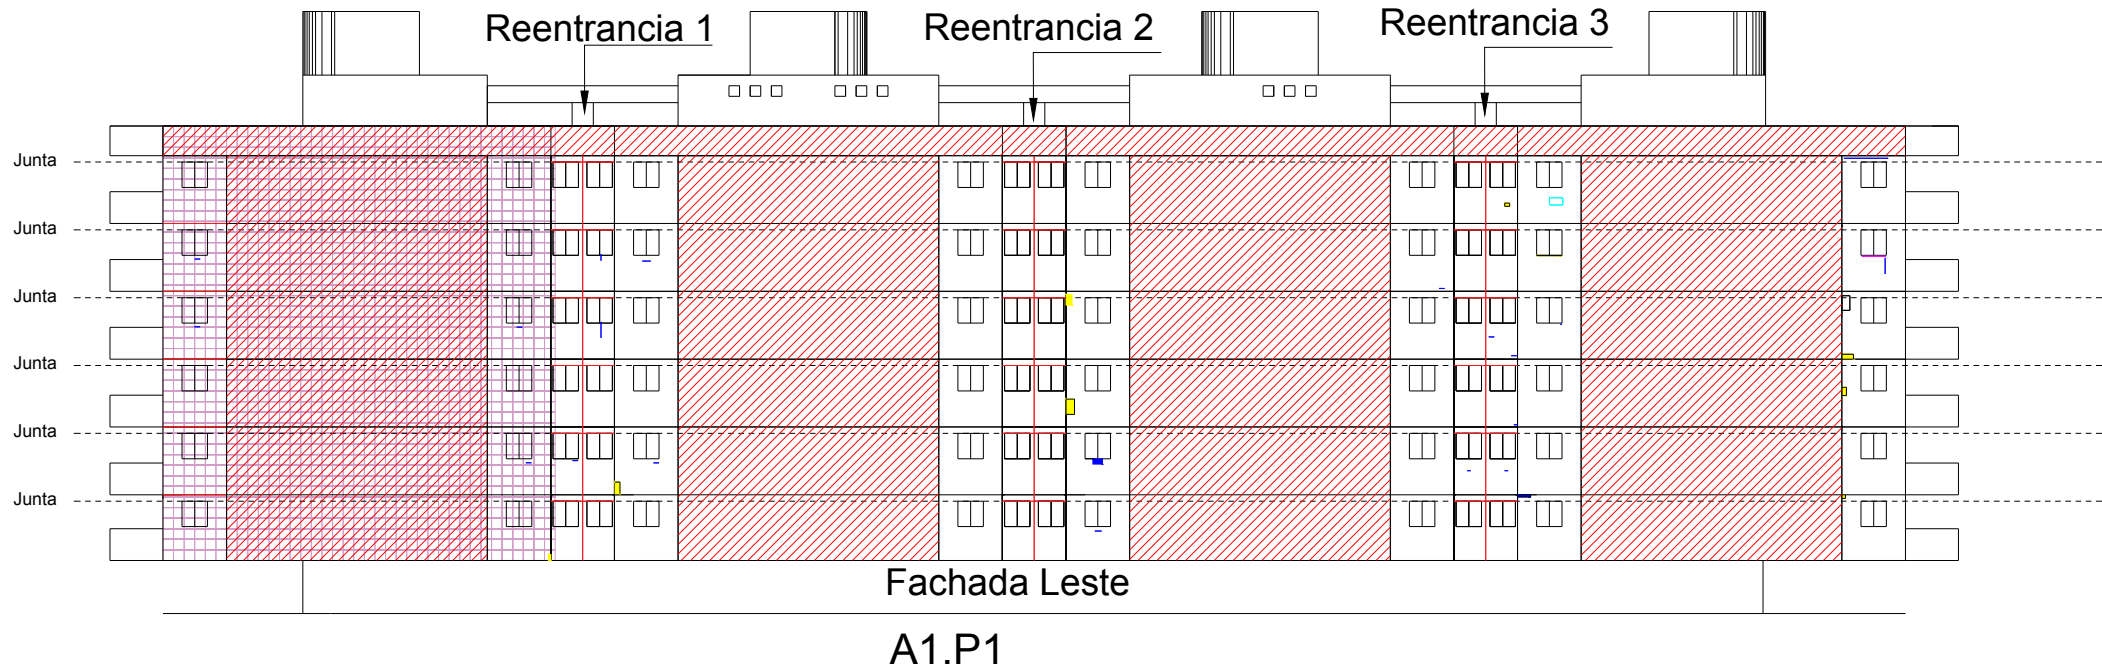 Reentrancia 1
Reentrancia 2
Reentrancia 3
Junta
Junta
Junta
Junta
Junta
Junta
Fachada Leste
A1.P1